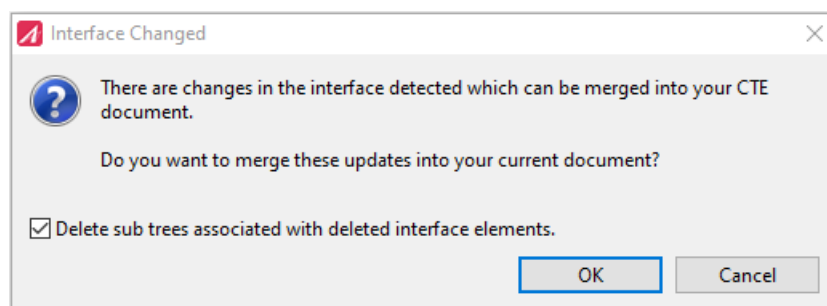 Interface Changed
There are changes in the interface detected which can be merged into your CTE
document.
Do you want to merge these updates into your current document?
Delete sub trees associated with deleted interface elements.
OK
Cancel